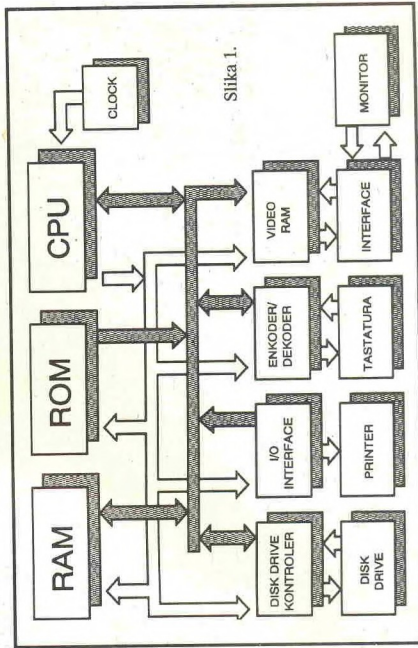 RAM
ROM
CPU
CLOCK
Slika 1.
DISK DRIVE
KONTROLER
I/O
INTERFACE
ENKODER/
DEKODER
VIDEO
RAM
DISK
DRIVE
PRINTER
TASTATURA
INTERFACE
MONITOR